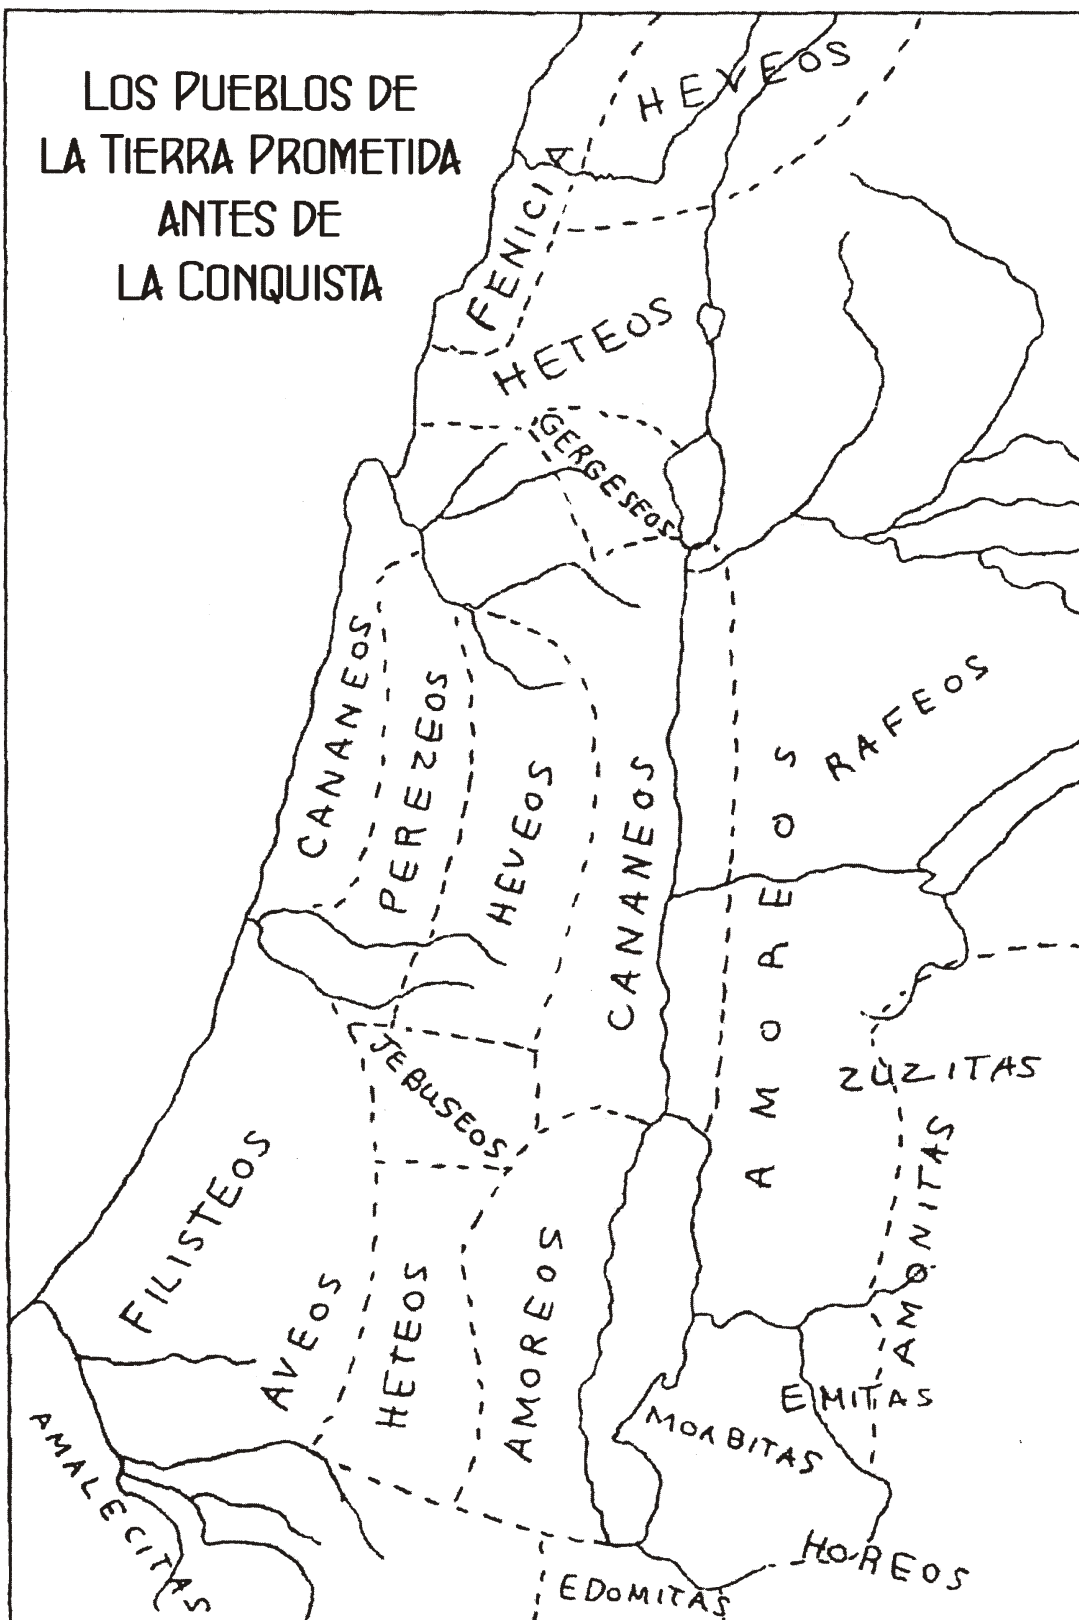 LOS PUEBLOS DE
LA TIERRA PROMETIDA
ANTES DE
LA CONQUISTA
HEVEOS
FENICIA
HETEOS
GERGESEOS
CANANEOS
PEREZEOS
HEVEOS
CANANEOS
RAFEOS
AMOREOS
ZUZITAS
JEBUSEOS
AMONITAS
FILISTEOS
AVEOS
HETEOS
AMOREOS
EMITAS
MOABITAS
AMALECITAS
HOREOS
EDOMITAS